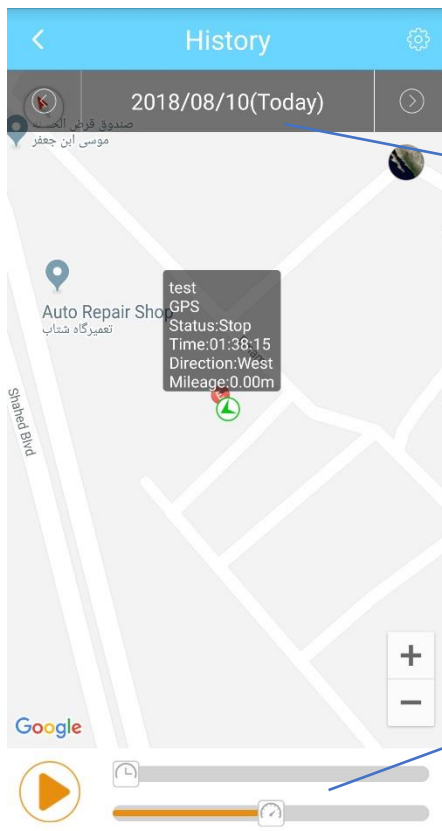 History
2018/08/10(Today)
صندوق قرض الحسنه
موسی ابن جعفر
Auto Repair Shop
تعمیرگاه شتاب
test
GPS
Status:Stop
Time:01:38:15
Direction:West
Mileage:0.00m
E
Shahed Blvd
+
−
Google